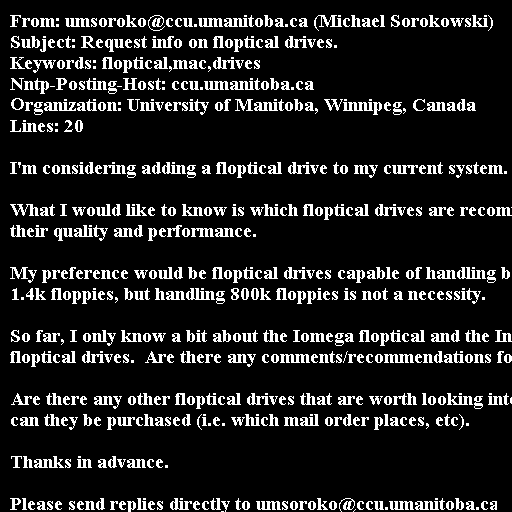 From: umsoroko@ccu.umanitoba.ca (Michael Sorokowski)
Subject: Request info on floptical drives.
Keywords: floptical,mac,drives
Nntp-Posting-Host: ccu.umanitoba.ca
Organization: University of Manitoba, Winnipeg, Canada
Lines: 20
I'm considering adding a floptical drive to my current system.
What I would like to know is which floptical drives are recom
their quality and performance.
My preference would be floptical drives capable of handling b
1.4k floppies, but handling 800k floppies is not a necessity.
So far, I only know a bit about the Iomega floptical and the In
floptical drives.  Are there any comments/recommendations fo
Are there any other floptical drives that are worth looking int
can they be purchased (i.e. which mail order places, etc).
Thanks in advance.
Please send replies directly to umsoroko@ccu.umanitoba.ca